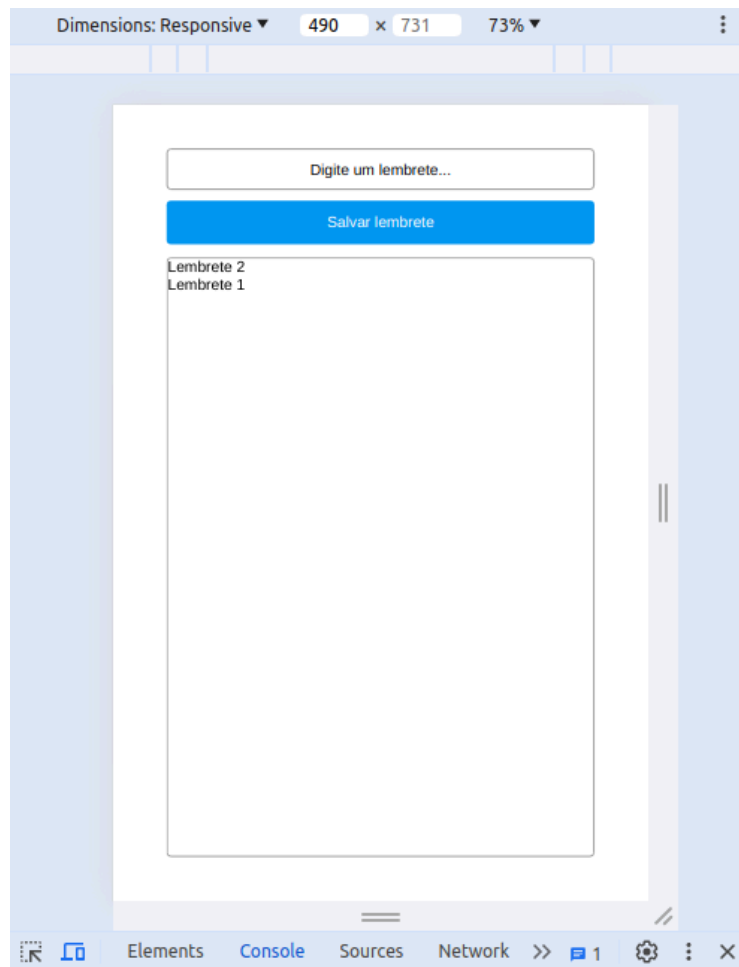 Dimensions: Responsive ▼ 490 × 731 73% ▼
Digite um lembrete...
Salvar lembrete
Lembrete 2
Lembrete 1
Elements Console Sources Network 1